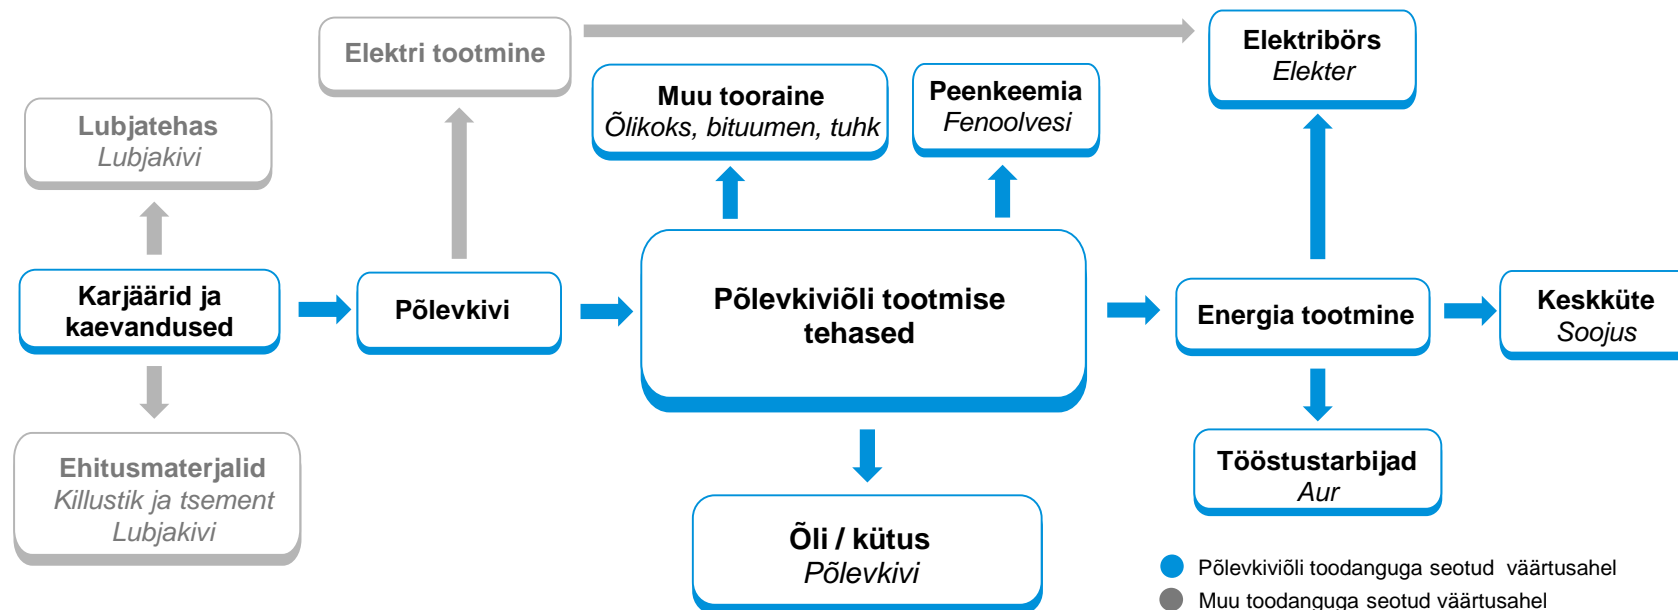 Elektri tootmine
Elektribörs
Elekter
Muu tooraine
Õlikoks, bituumen, tuhk
Peenkeemia
Fenoolvesi
Lubjatehas
Lubjakivi
Karjäärid ja
kaevandused
Põlevkivi
Põlevkiviõli tootmise
tehased
Energia tootmine
Keskküte
Soojus
Ehitusmaterjalid
Killustik ja tsement
Lubjakivi
Tööstustarbijad
Aur
Õli / kütus
Põlevkivi
Põlevkiviõli toodanguga seotud väärtusahel
Muu toodanguga seotud väärtusahel